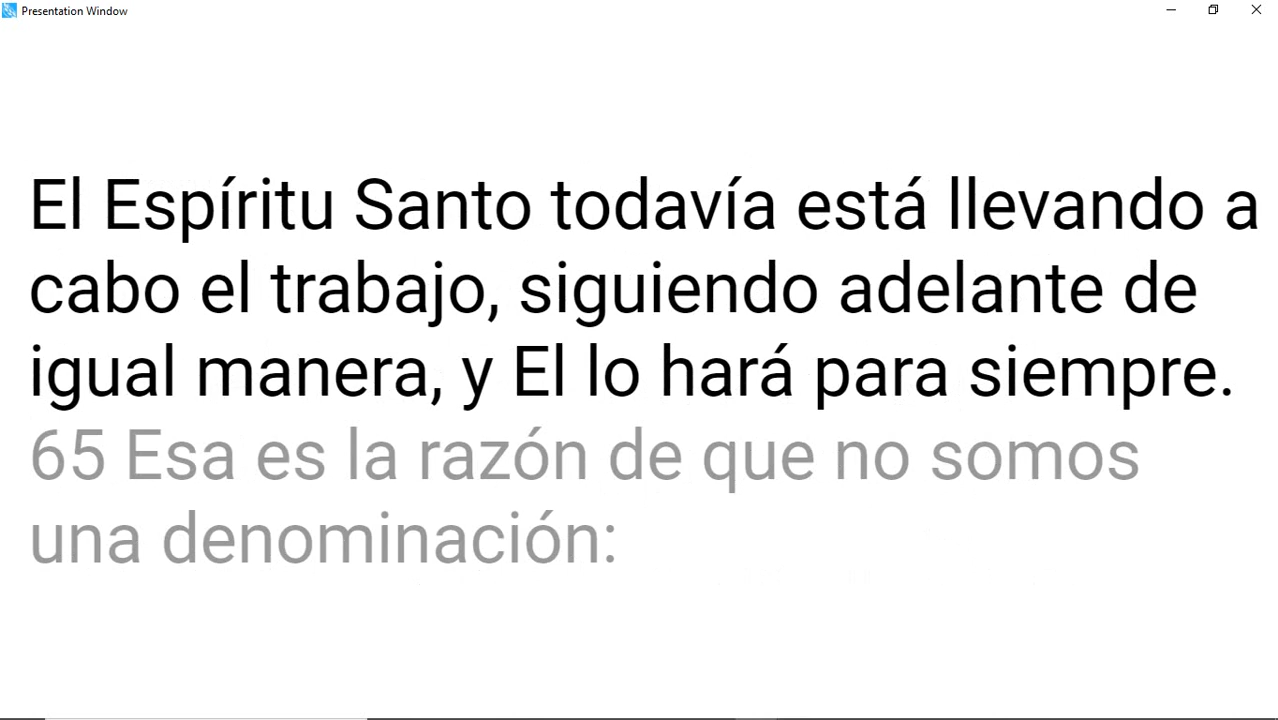 Presentation Window
El Espíritu Santo todavía está llevando a
cabo el trabajo, siguiendo adelante de
igual manera, y El lo hará para siempre.
65 Esa es la razón de que no somos
una denominación: